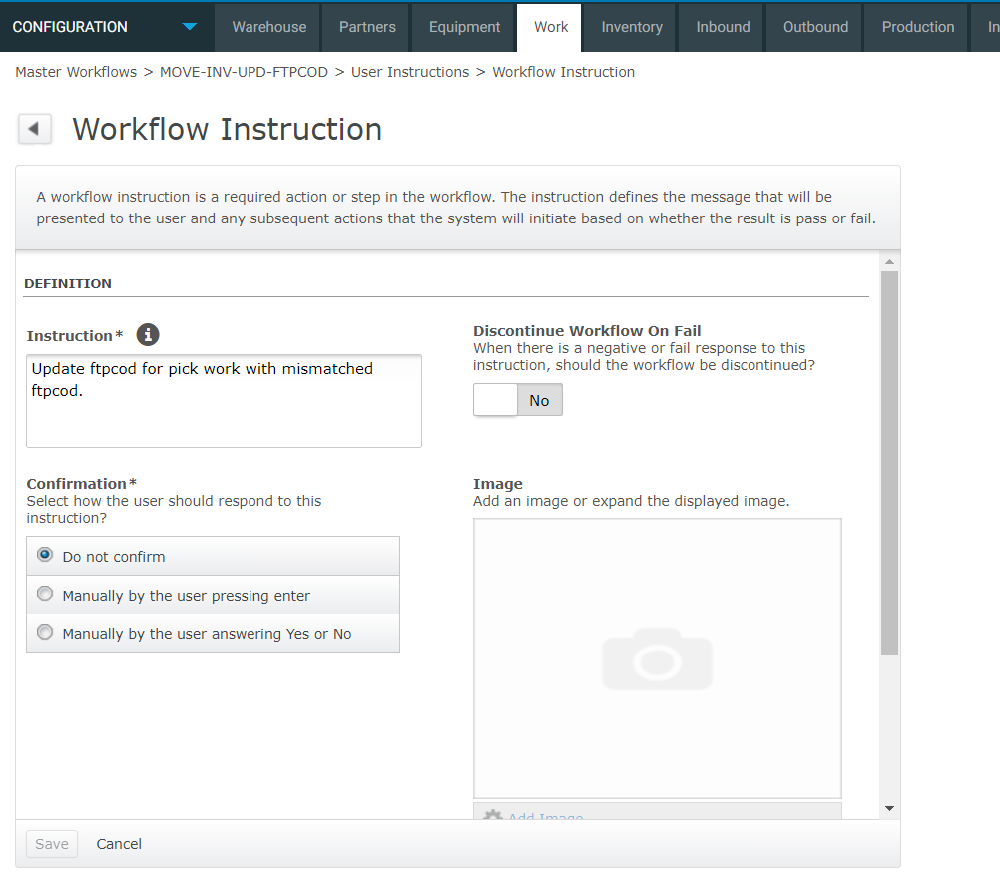 CONFIGURATION Warehouse Partners Equipment Work Inventory Inbound Outbound Production In
Master Workflows > MOVE-INV-UPD-FTPCOD > User Instructions > Workflow Instruction
Workflow Instruction
A workflow instruction is a required action or step in the workflow. The instruction defines the message that will be
presented to the user and any subsequent actions that the system will initiate based on whether the result is pass or fail.
DEFINITION
Instruction*
Update ftpcod for pick work with mismatched
ftpcod.
Discontinue Workflow On Fail
When there is a negative or fail response to this
instruction, should the workflow be discontinued?
No
Confirmation*
Select how the user should respond to this
instruction?
Do not confirm
Manually by the user pressing enter
Manually by the user answering Yes or No
Image
Add an image or expand the displayed image.
Add Image
Save Cancel